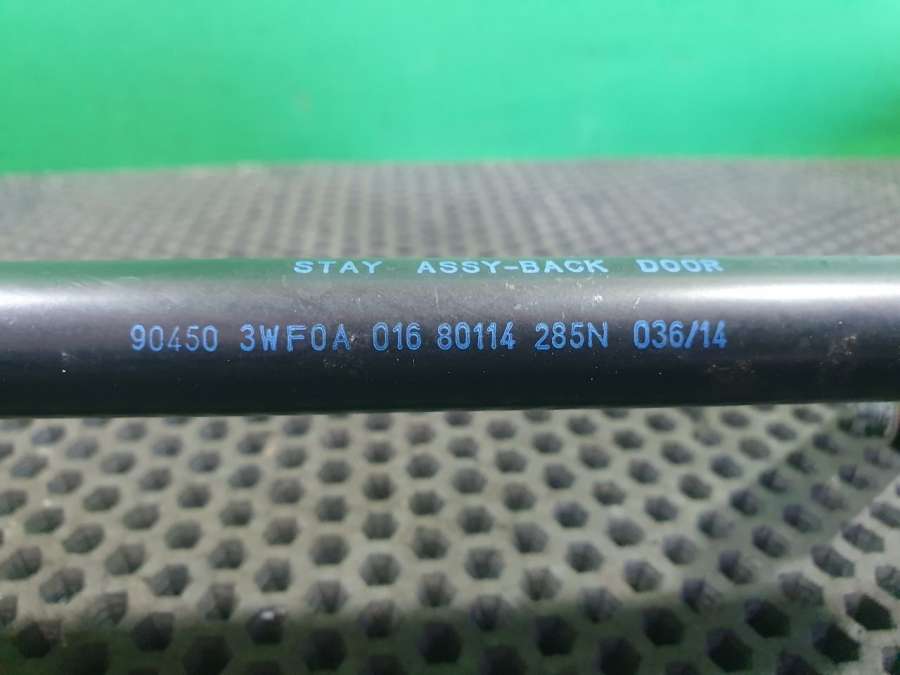 STAY ASSY-BACK DOOR
90450 3WF0A 016 80114 285N 036/14